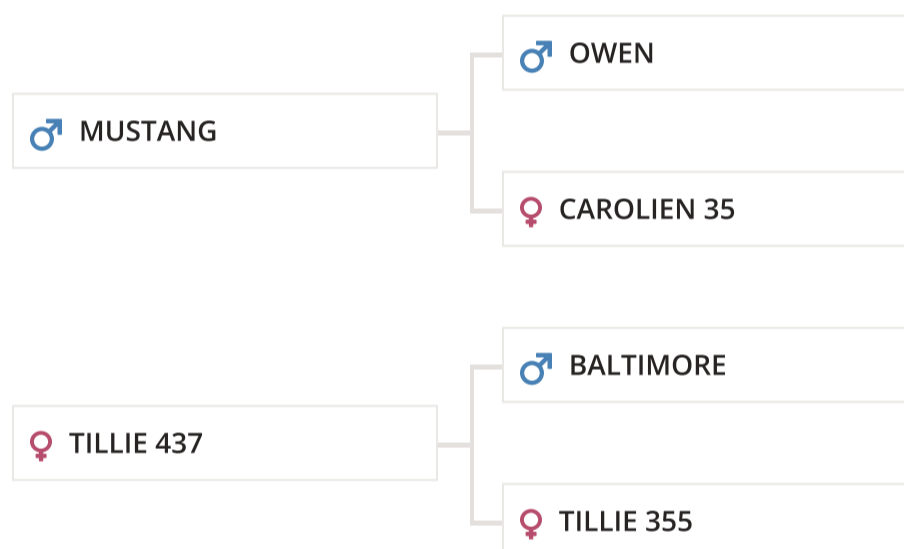 OWEN
MUSTANG
CAROLIEN 35
BALTIMORE
TILLIE 437
TILLIE 355